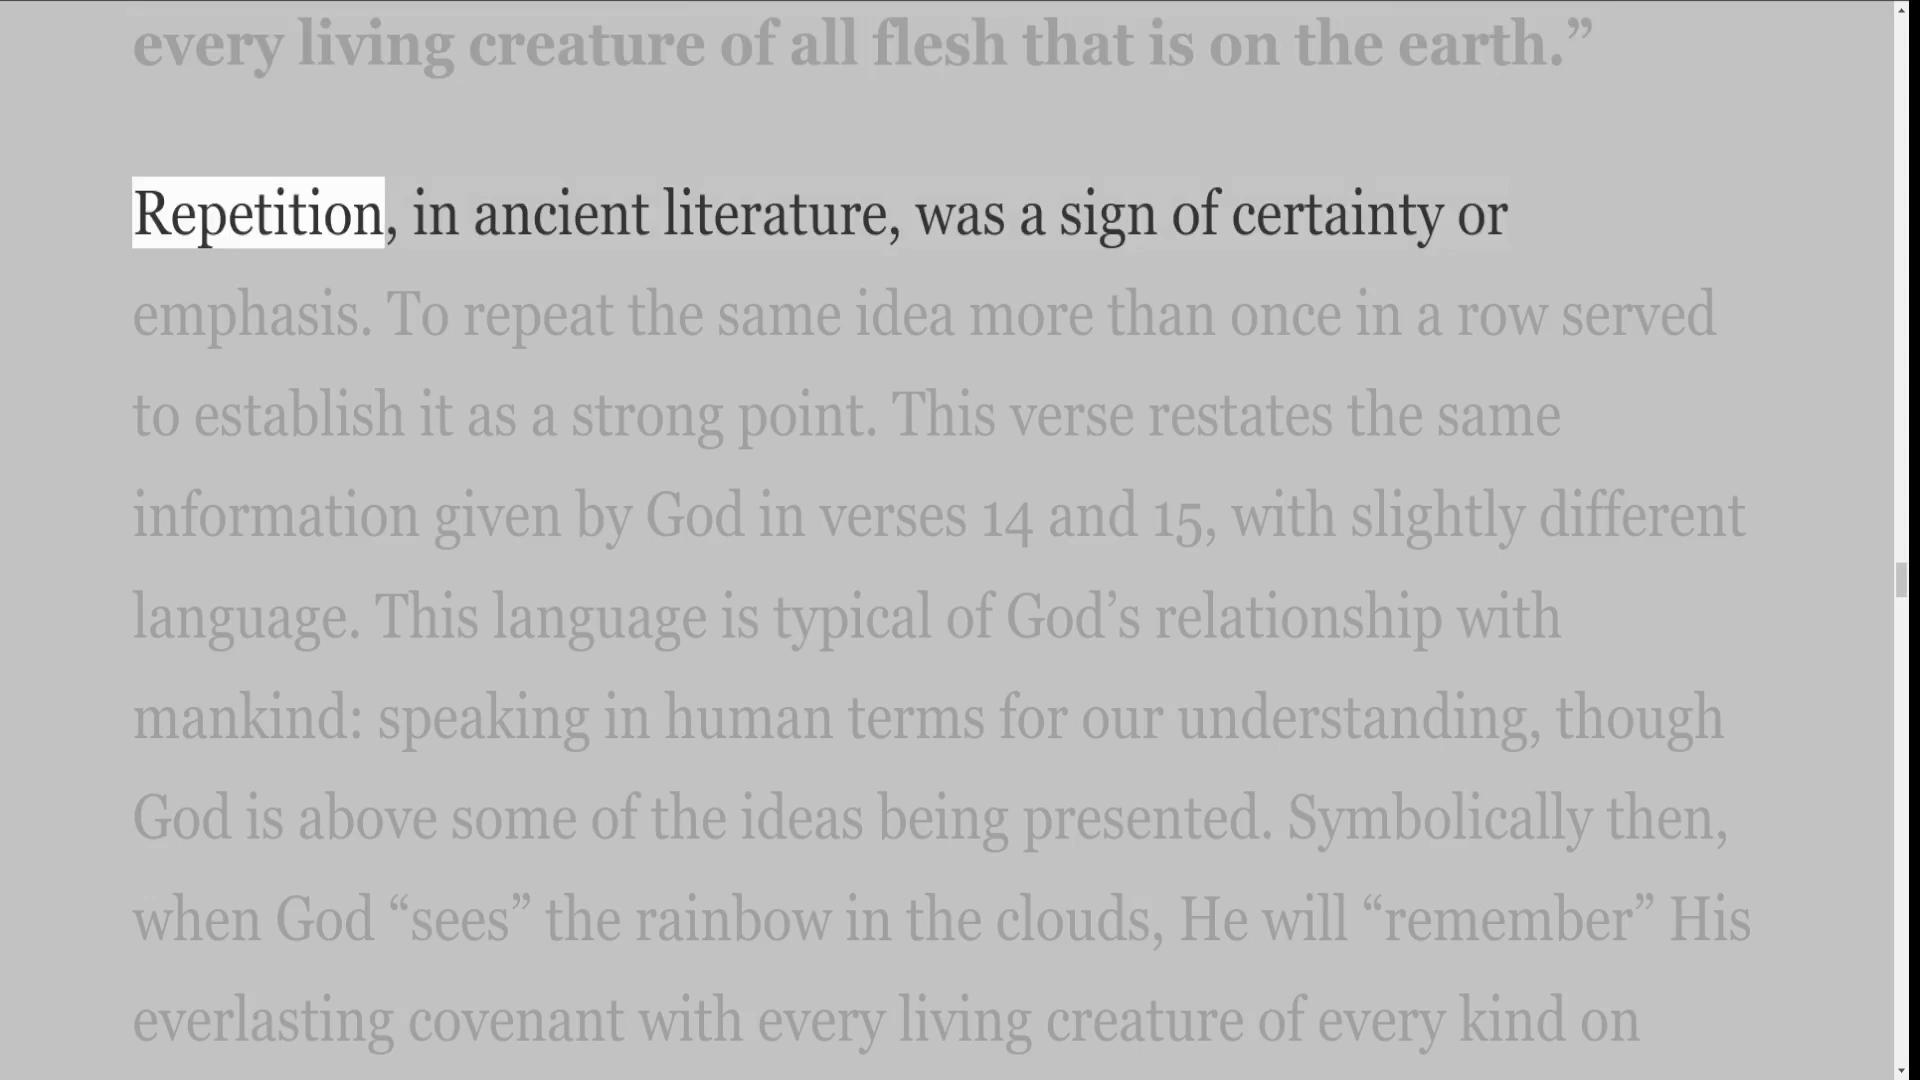 every living creature of all flesh that is on the earth.”
Repetition, in ancient literature, was a sign of certainty or
emphasis. To repeat the same idea more than once in a row served
to establish it as a strong point. This verse restates the same
information given by God in verses 14 and 15, with slightly different
language. This language is typical of God’s relationship with
mankind: speaking in human terms for our understanding, though
God is above some of the ideas being presented. Symbolically then,
when God “sees” the rainbow in the clouds, He will “remember” His
everlasting covenant with every living creature of every kind on